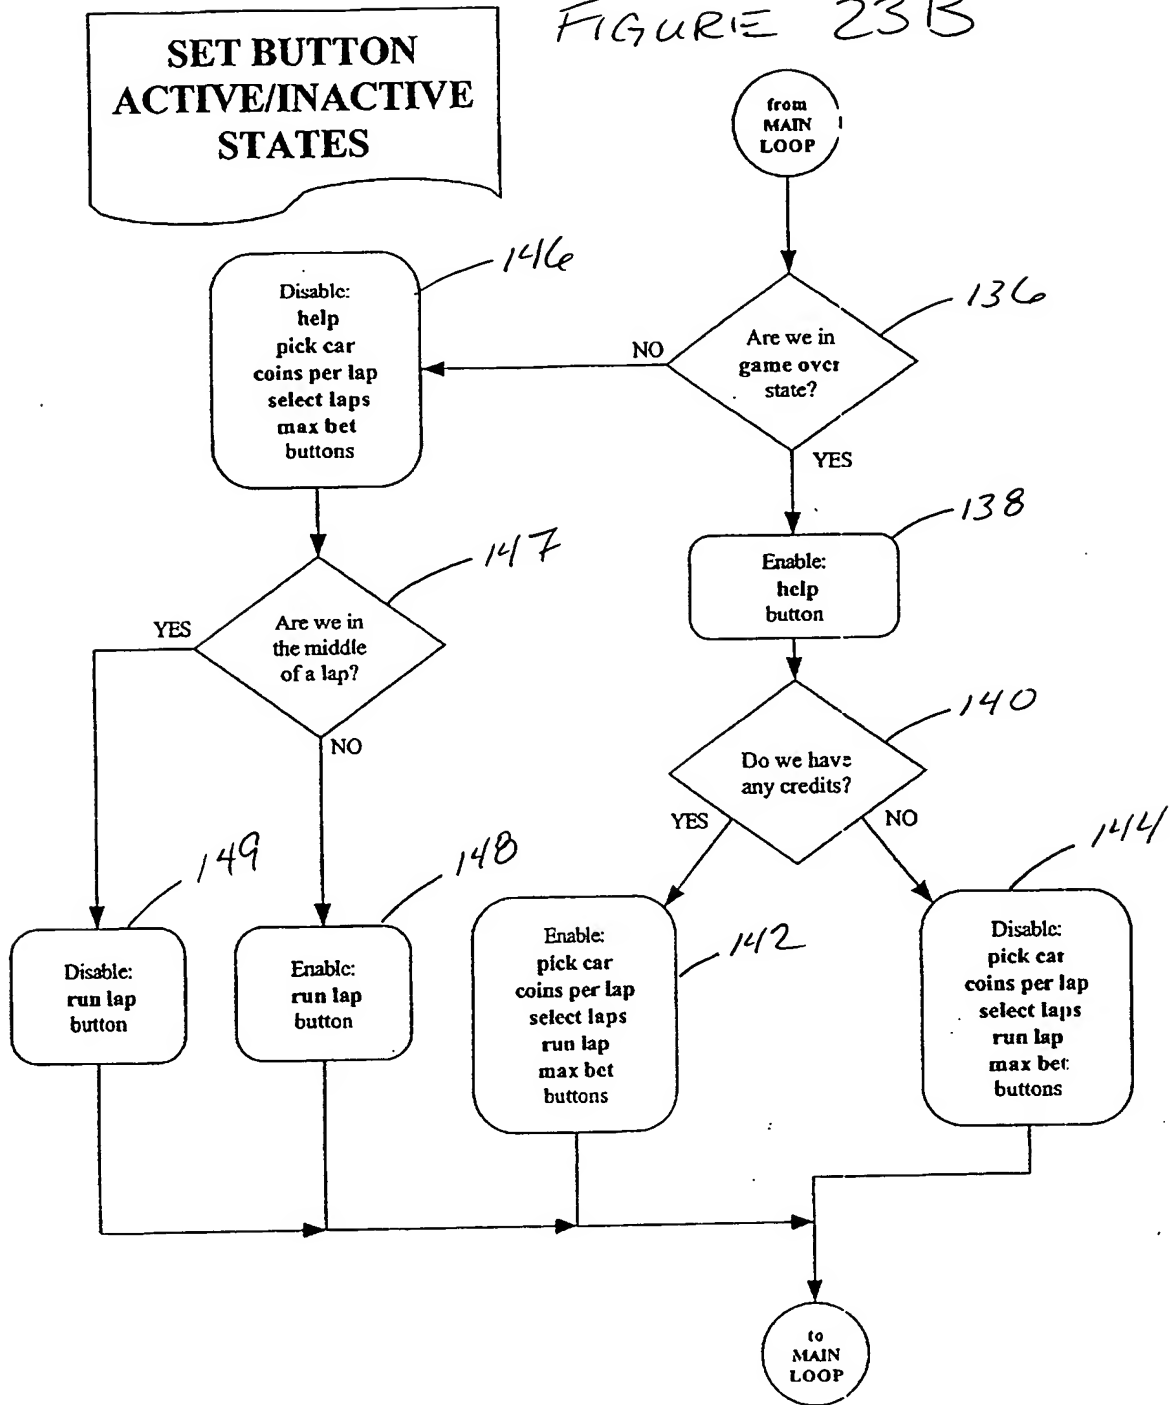 FIGURE 23B
SET BUTTON
ACTIVE/INACTIVE
STATES
from
MAIN
LOOP
146
136
Disable:
help
pick car
coins per lap
select laps
max bet
buttons
NO
Are we in
game over
state?
YES
138
147
Enable:
help
button
YES
Are we in
the middle
of a lap?
NO
140
Do we have
any credits?
YES
NO
149
148
144
142
Disable:
run lap
button
Enable:
run lap
button
Enable:
pick car
coins per lap
select laps
run lap
max bet
buttons
Disable:
pick car
coins per lap
select laps
run lap
max bet
buttons
to
MAIN
LOOP